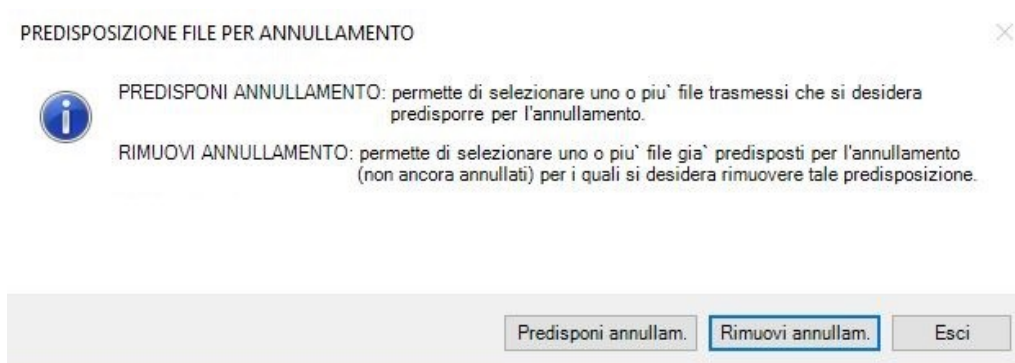 PREDISPOSIZIONE FILE PER ANNULLAMENTO
PREDISPONI ANNULLAMENTO: permette di selezionare uno o piu` file trasmessi che si desidera
predisporre per l'annullamento.
RIMUOVI ANNULLAMENTO: permette di selezionare uno o piu` file gia` predisposti per l'annullamento
(non ancora annullati) per i quali si desidera rimuovere tale predisposizione.
Predisponi annullam. Rimuovi annullam. Esci